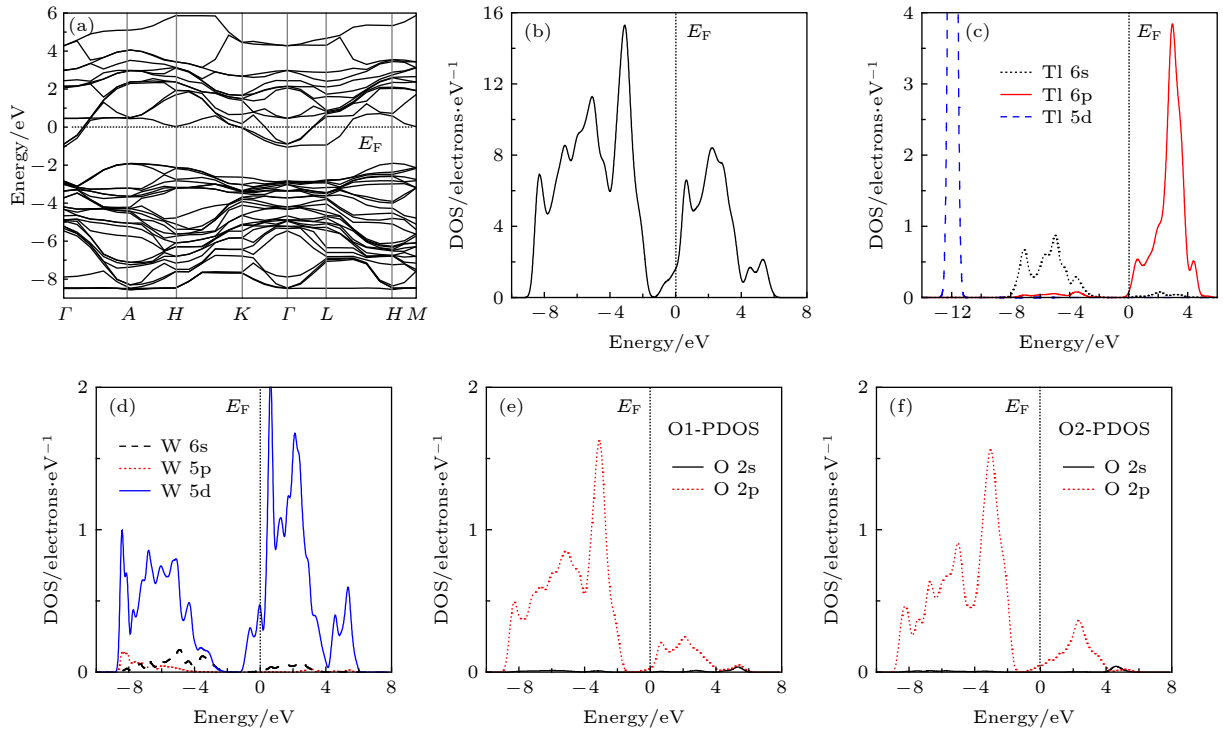 (a)
Energy/eV
6
4
2
0
−2
−4
−6
−8
E_F
Γ A H K Γ L H M
(b)
E_F
DOS/electrons·eV⁻¹
16
12
8
4
0
−8 −4 0 4 8
Energy/eV
(c)
E_F
Tl 6s
Tl 6p
Tl 5d
DOS/electrons·eV⁻¹
4
3
2
1
0
−12 −8 −4 0 4
Energy/eV
(d)
E_F
W 6s
W 5p
W 5d
DOS/electrons·eV⁻¹
2
1
0
−8 −4 0 4 8
Energy/eV
(e)
E_F
O1-PDOS
O 2s
O 2p
DOS/electrons·eV⁻¹
2
1
0
−8 −4 0 4 8
Energy/eV
(f)
E_F
O2-PDOS
O 2s
O 2p
DOS/electrons·eV⁻¹
2
1
0
−8 −4 0 4 8
Energy/eV